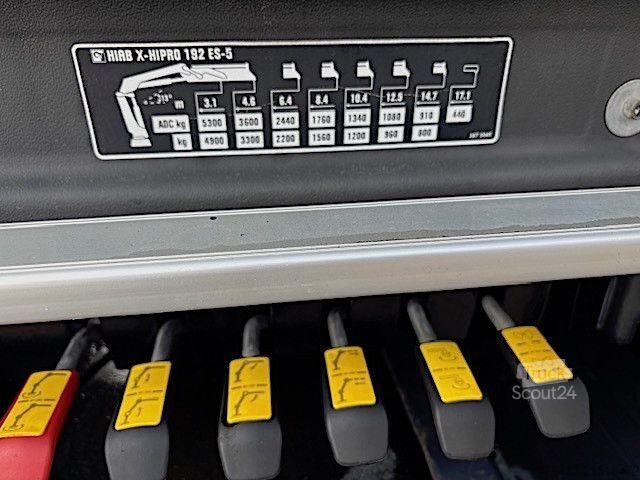 HIAB X-HIPRO 192 ES-5
m 3.1 4.6 6.4 8.4 10.4 12.5 14.7 17.1
ADC kg 5300 3600 2440 1760 1340 1080 910 440
kg 4900 3300 2200 1560 1200 960 800
Trucks
Scout24